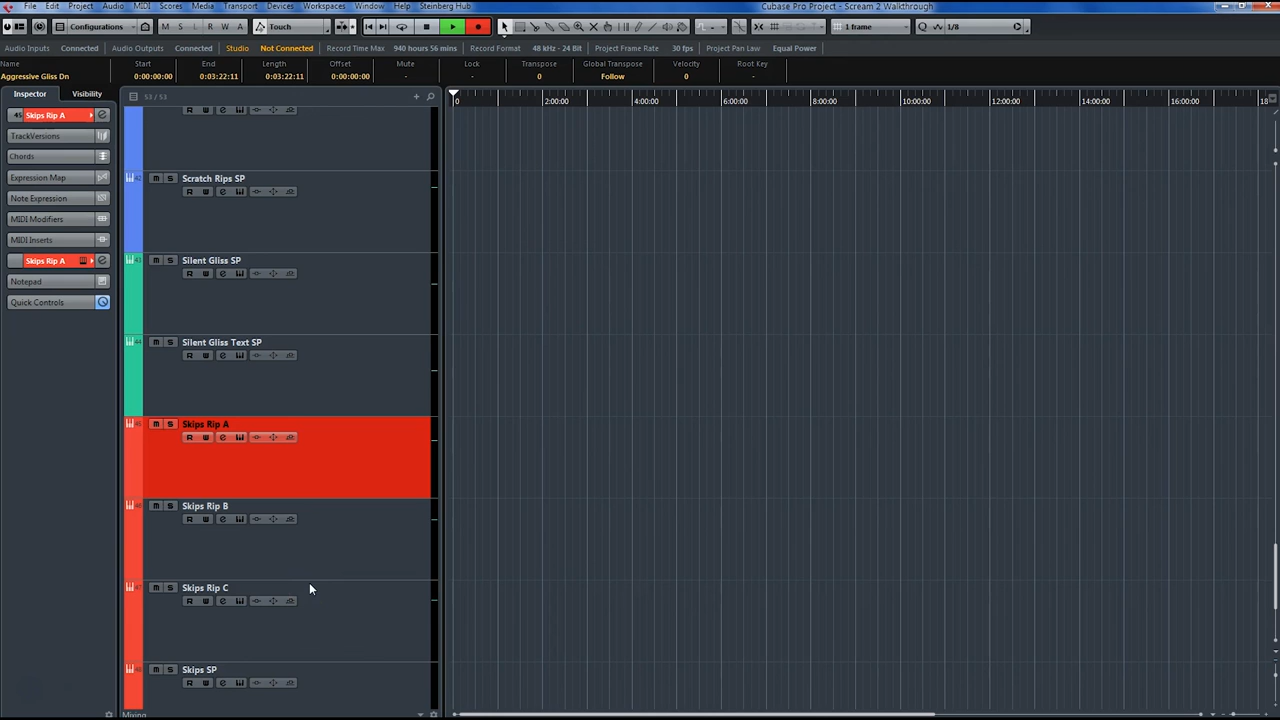 Cubase Pro Project - Scream 2 Walkthrough
File Edit Project Audio MIDI Scores Media Transport Devices Workspaces Window Help Steinberg Hub
Configurations M S L R W A Touch 1 frame Q 1/8
Audio Inputs Connected Audio Outputs Connected Studio Not Connected Record Time Max 940 hours 56 mins Record Format 48 kHz - 24 Bit Project Frame Rate 30 fps Project Pan Law Equal Power
Name Start End Length Offset Mute Lock Transpose Global Transpose Velocity Root Key
Aggressive Gliss Dn 0:00:00:00 0:03:22:11 0:03:22:11 0:00:00:00 - - 0 Follow 0 -
Inspector Visibility 53 / 53
0 2:00:00 4:00:00 6:00:00 8:00:00 10:00:00 12:00:00 14:00:00 16:00:00 18
45 Skips Rip A
TrackVersions
Chords
Expression Map
Note Expression
MIDI Modifiers
MIDI Inserts
Skips Rip A
Notepad
Quick Controls
R W
m S Scratch Rips SP
R W
m S Silent Gliss SP
R W
m S Silent Gliss Text SP
R W
m S Skips Rip A
R W
m S Skips Rip B
R W
m S Skips Rip C
R W
m S Skips SP
R W
Mixing